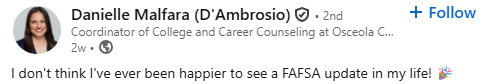 Danielle Malfara (D'Ambrosio) • 2nd
+ Follow
Coordinator of College and Career Counseling at Osceola C...
2w •
I don't think I've ever been happier to see a FAFSA update in my life! 🎉